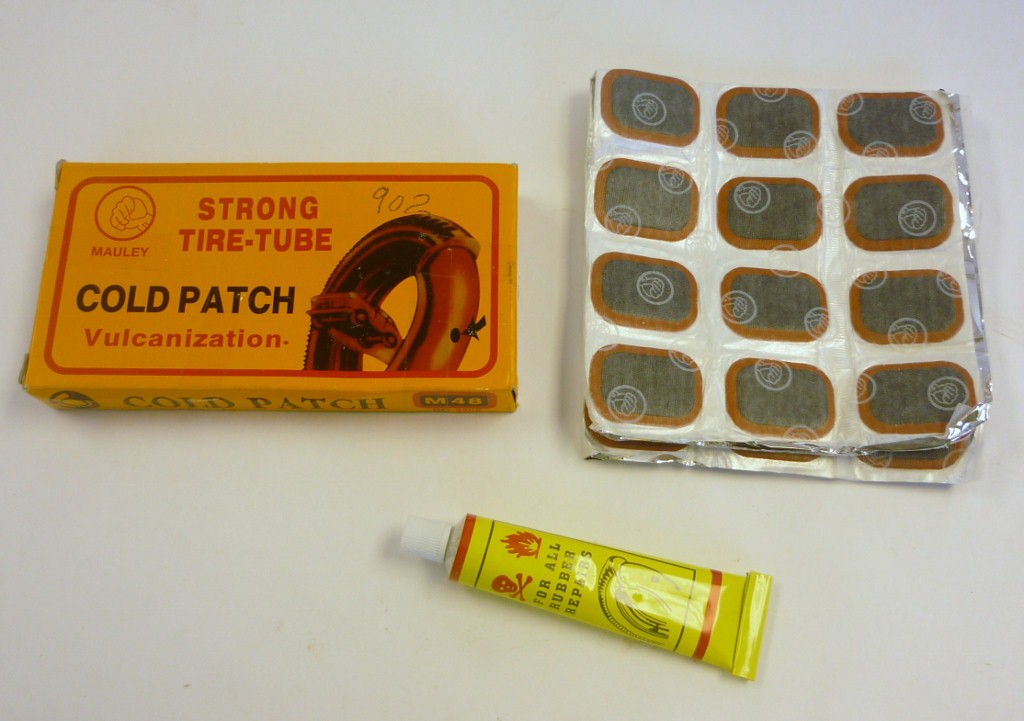 902
STRONG
TIRE-TUBE
MAULEY
COLD PATCH
Vulcanization-
COLD PATCH
M48
FOR ALL
RUBBER
REPAIRS